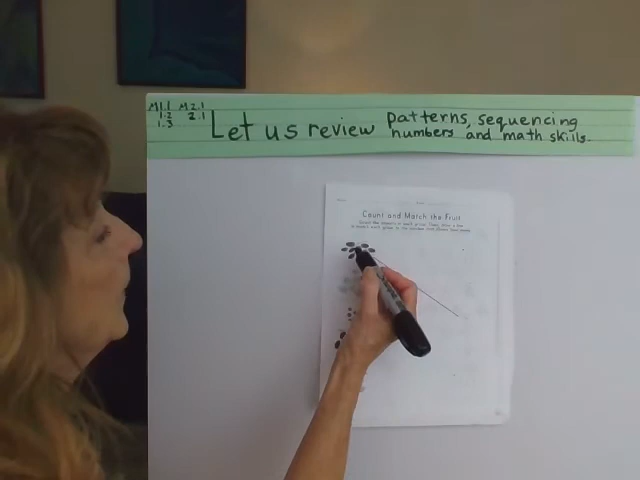 M1.1 M2.1
1.2 2.1
1.3
Let us review patterns, sequencing
numbers and math skills.
Count and Match the Fruit